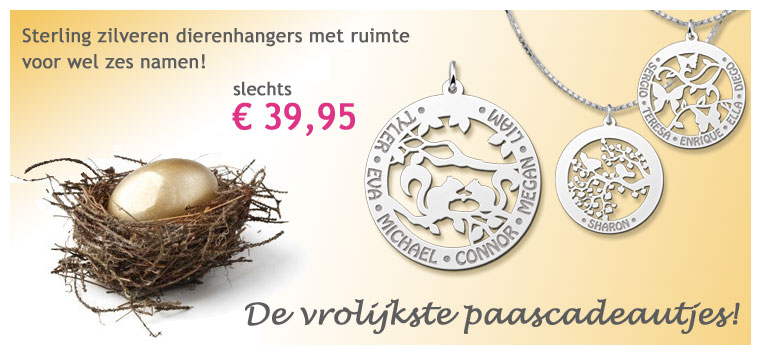 Sterling zilveren dierenhangers met ruimte
voor wel zes namen!
slechts
€ 39,95
TYLER • EVA • MICHAEL • CONNOR • MEGAN • LIAM
SERGIO • TERESA • ENRIQUE • ELLA • DIEGO
• SHARON •
De vrolijkste paascadeautjes!